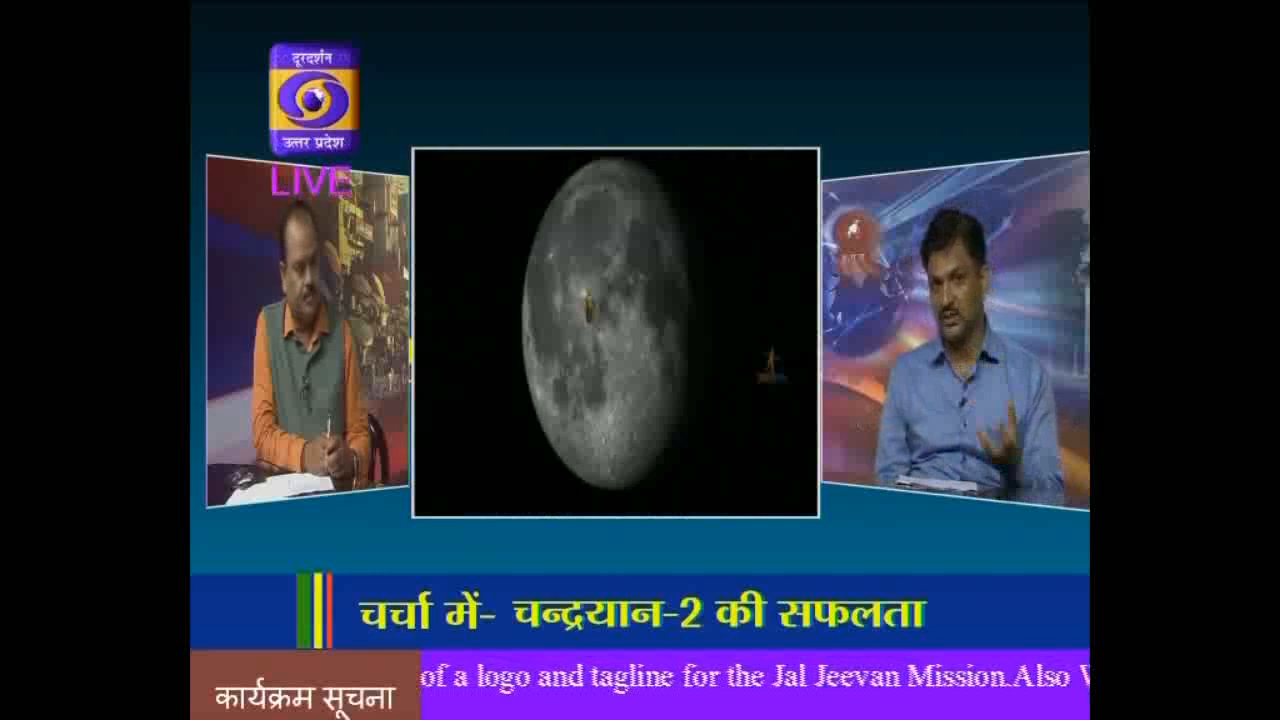 दूरदर्शन
उत्तर प्रदेश
LIVE
चर्चा में- चन्द्रयान-2 की सफलता
of a logo and tagline for the Jal Jeevan Mission.Also
कार्यक्रम सूचना